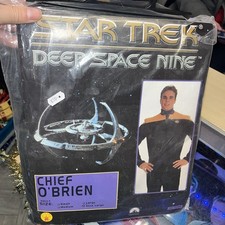 STAR TREK
DEEP SPACE NINE
CHIEF
O'BRIEN